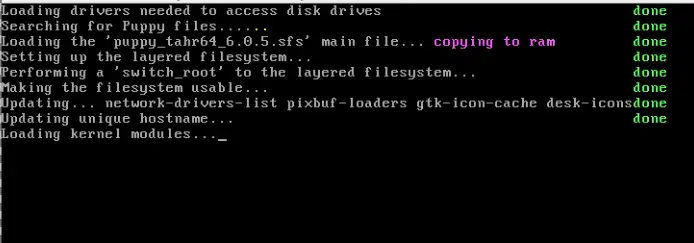 Loading drivers needed to access disk drives done
Searching for Puppy files...... done
Loading the 'puppy_tahr64_6.0.5.sfs' main file... copying to ram done
Setting up the layered filesystem... done
Performing a 'switch_root' to the layered filesystem... done
Making the filesystem usable... done
Updating... network-drivers-list pixbuf-loaders gtk-icon-cache desk-icons done
Updating unique hostname... done
Loading kernel modules..._